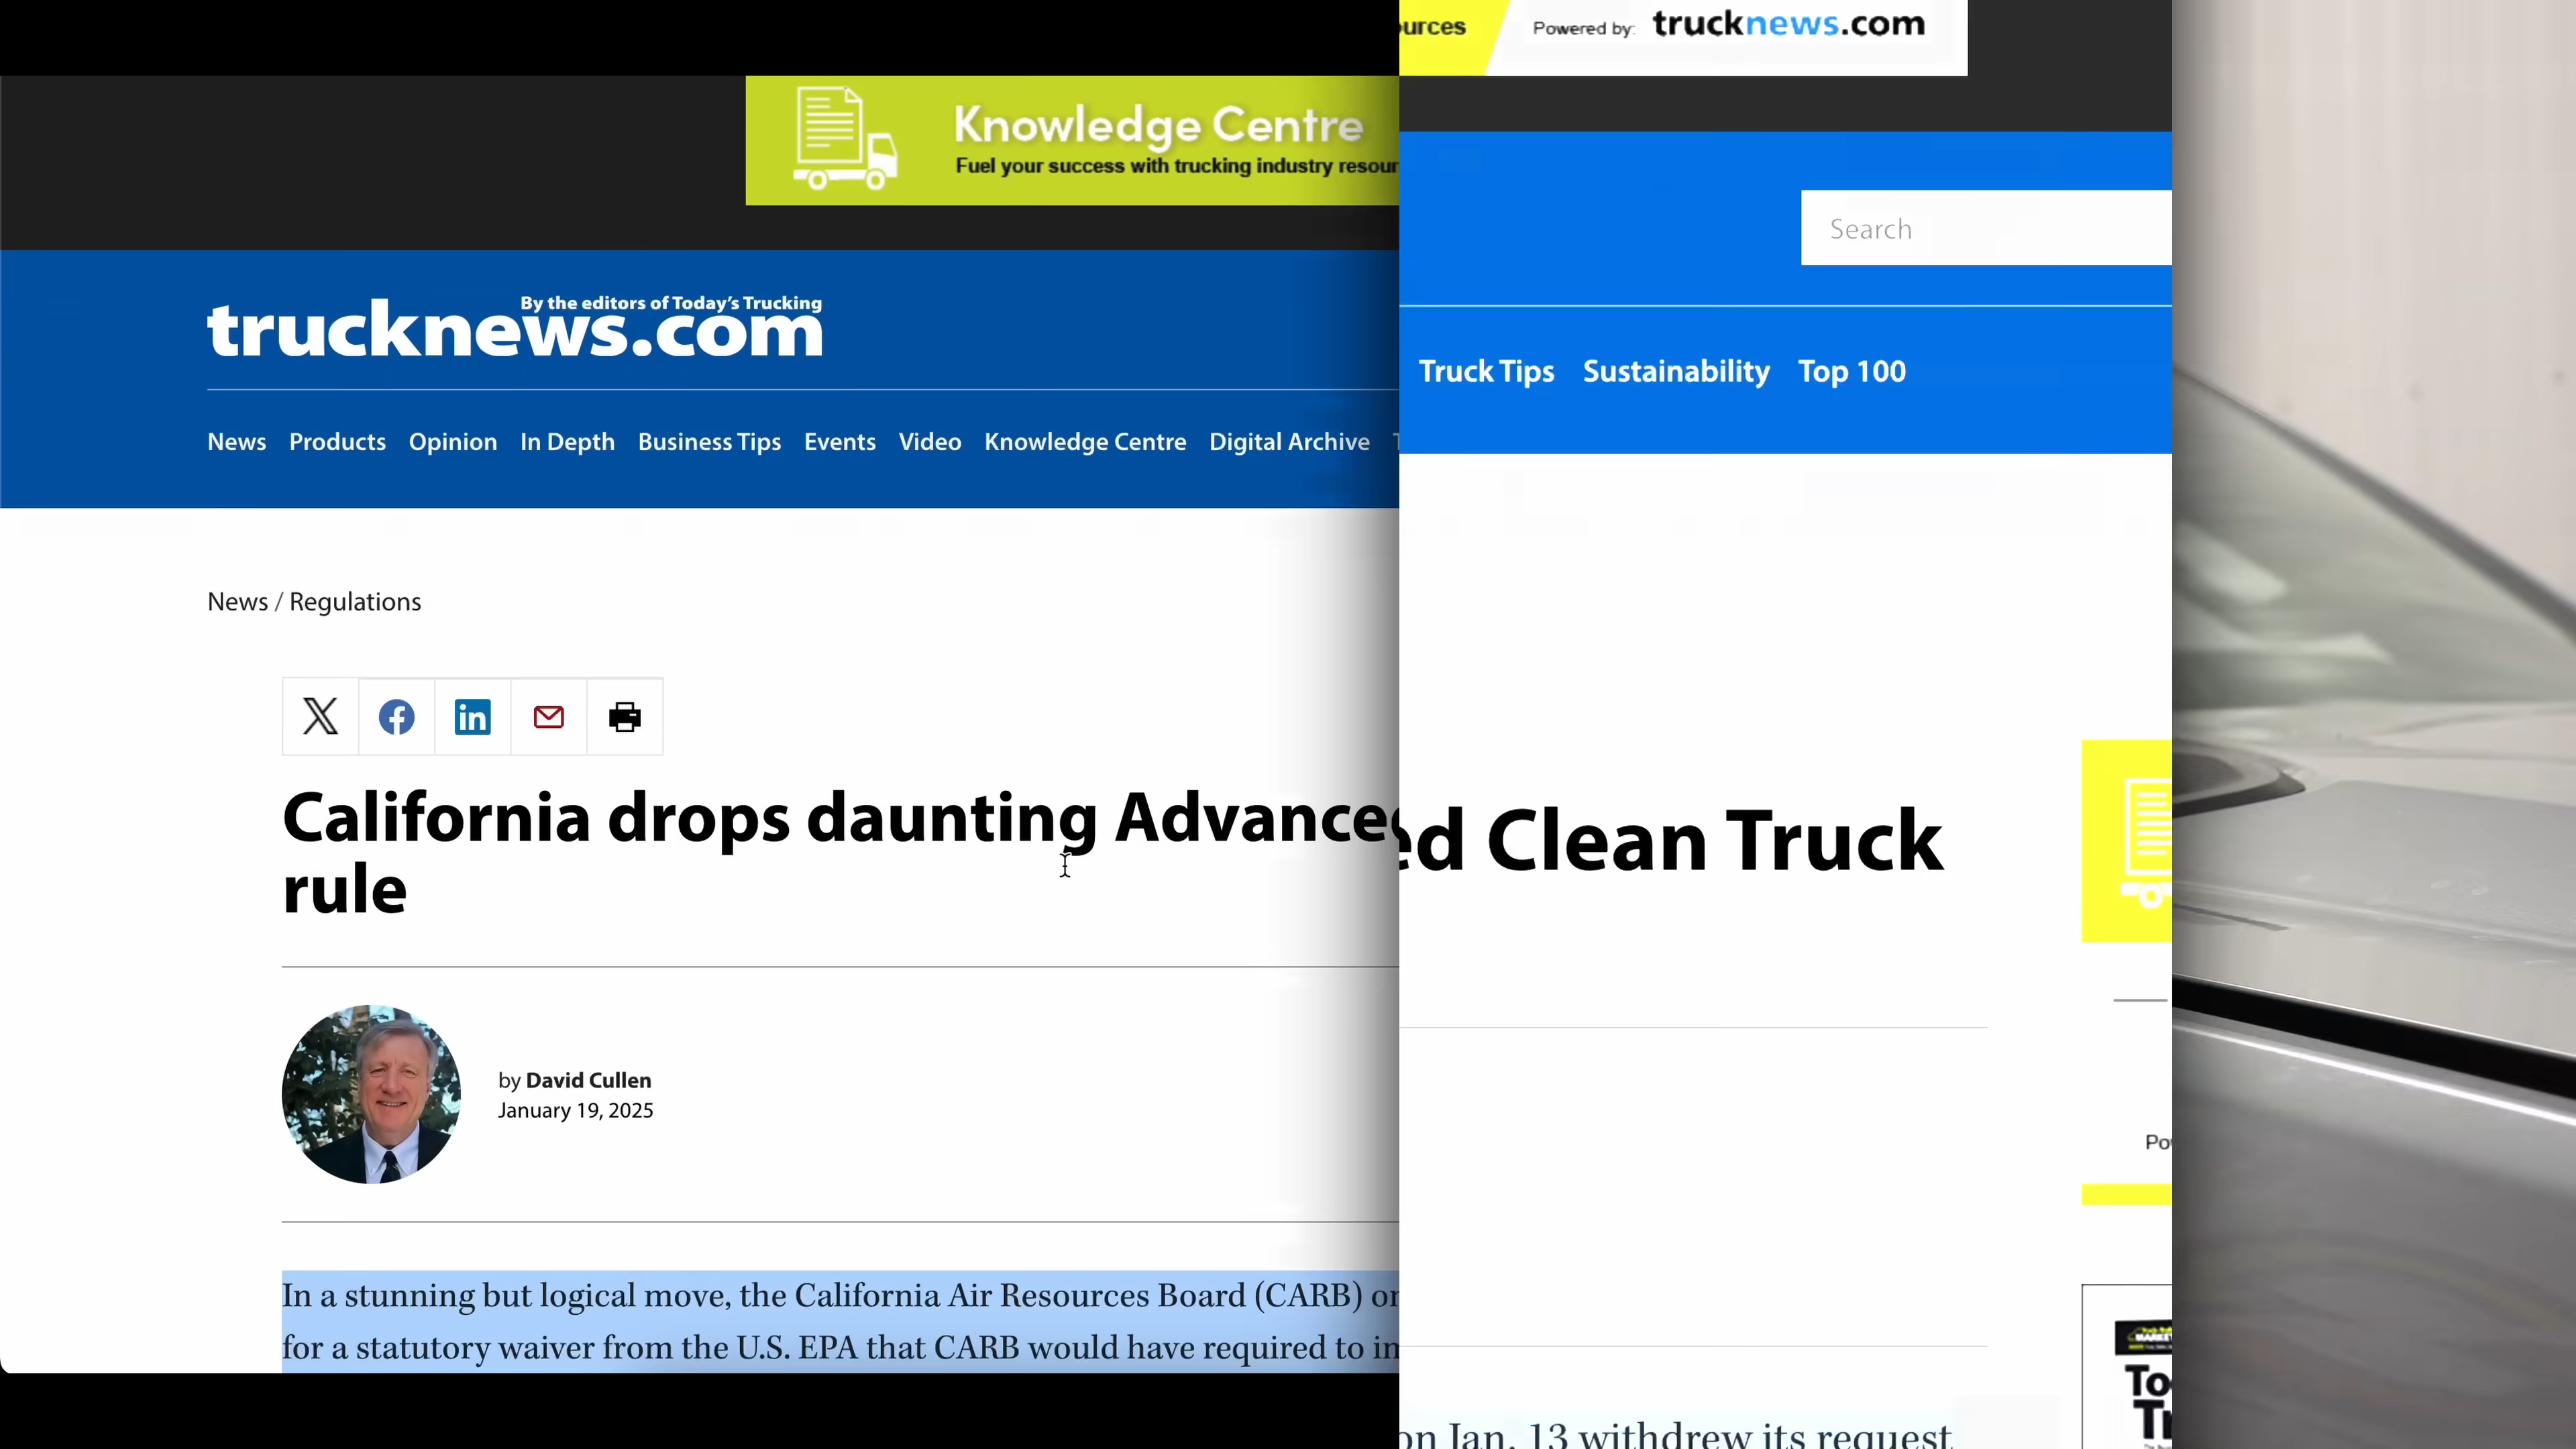 Knowledge Centre
Fuel your success with trucking industry
Powered by: trucknews.com
By the editors of Today's Trucking
trucknews.com
Search
News Products Opinion In Depth Business Tips Events Video Knowledge Centre Digital Archive
Truck Tips Sustainability Top 100
News / Regulations
California drops daunting Advanced Clean Truck
rule
by David Cullen
January 19, 2025
In a stunning but logical move, the California Air Resources Board (CARB) on Jan. 13 withdrew its request
for a statutory waiver from the U.S. EPA that CARB would have required to